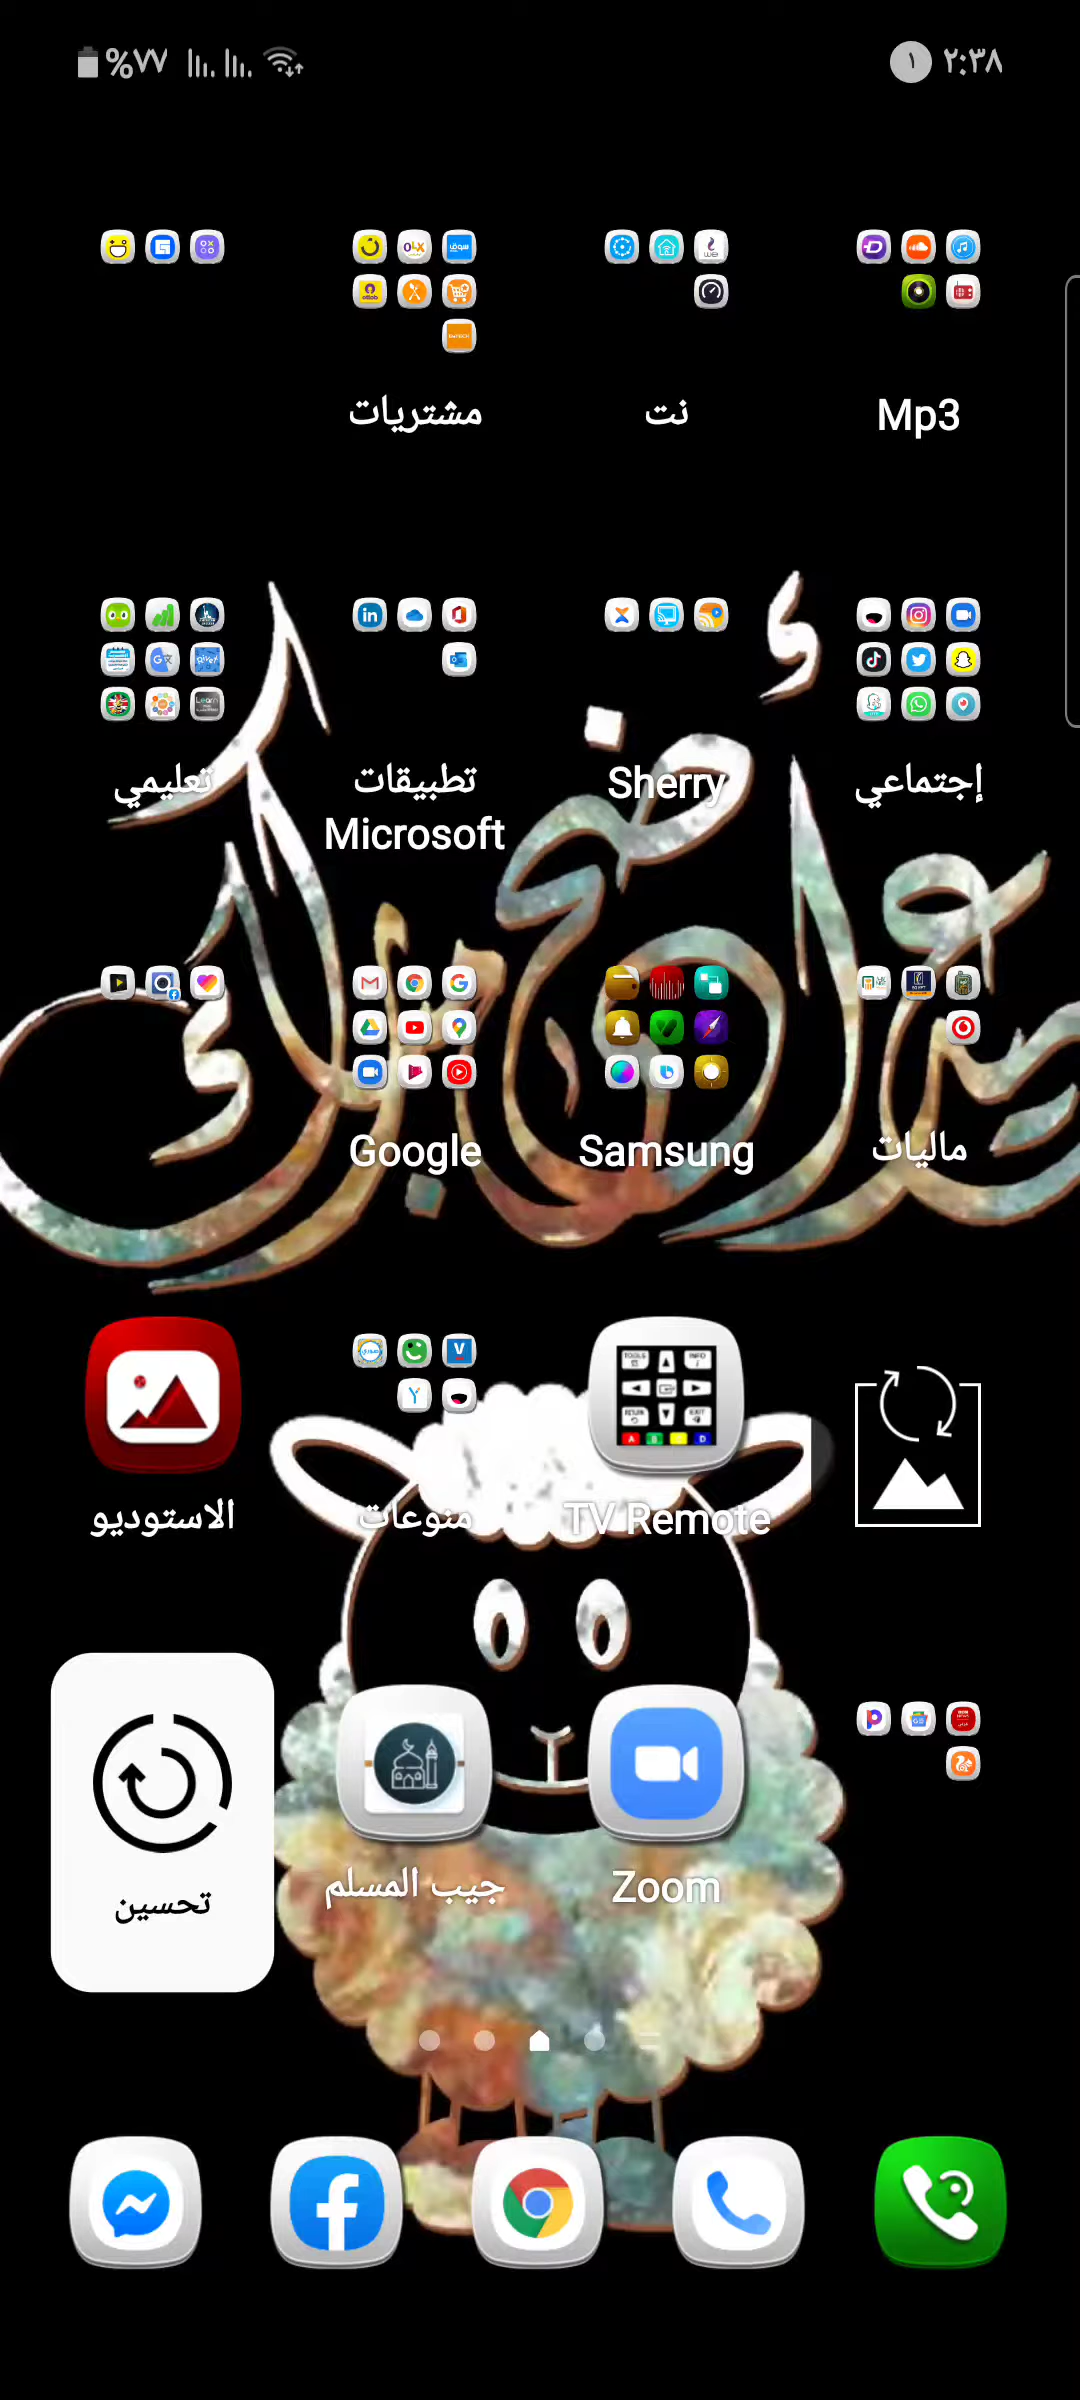 ٢:٣٨ ١
%٧٧
Mp3
نت
مشتريات
إجتماعي
Sherry
تطبيقات
Microsoft
تعليمي
عيد أضحى مبارك
ماليات
Samsung
Google
TV Remote
منوعات
الاستوديو
Zoom
جيب المسلم
تحسين